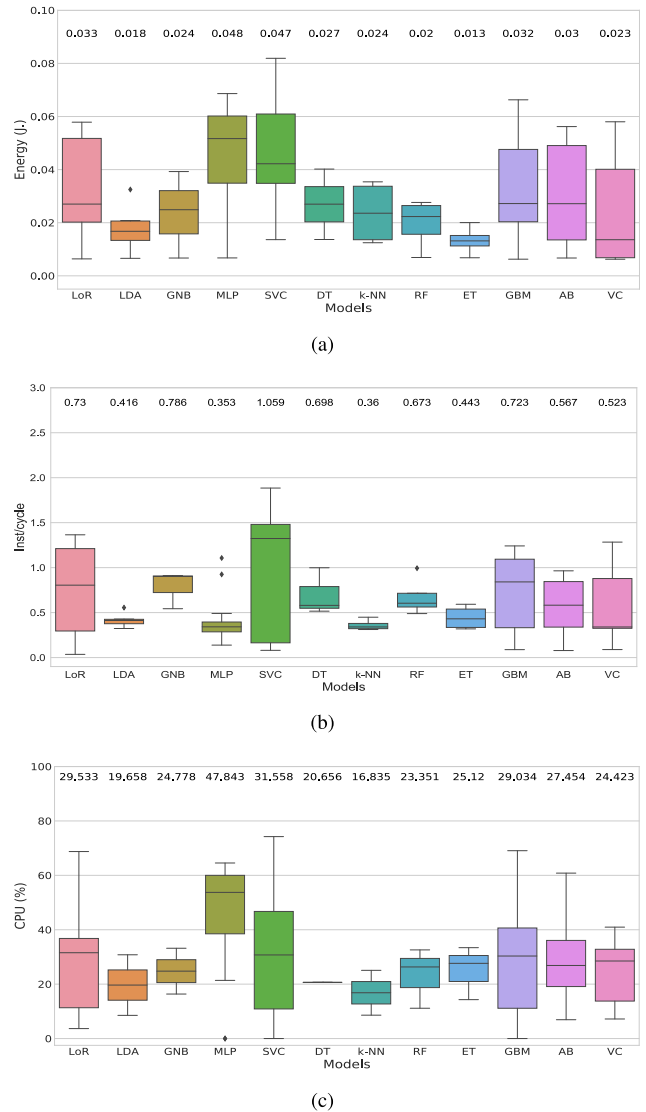 0.10
0.033 0.018 0.024 0.048 0.047 0.027 0.024 0.02 0.013 0.032 0.03 0.023
0.08
0.06
Energy (J.)
0.04
0.02
0.00
LoR LDA GNB MLP SVC DT k-NN RF ET GBM AB VC
Models
(a)
3.0
0.73 0.416 0.786 0.353 1.059 0.698 0.36 0.673 0.443 0.723 0.567 0.523
2.5
2.0
Inst/cycle
1.5
1.0
0.5
0.0
LoR LDA GNB MLP SVC DT k-NN RF ET GBM AB VC
Models
(b)
100
29.533 19.658 24.778 47.843 31.558 20.656 16.835 23.351 25.12 29.034 27.454 24.423
80
60
CPU (%)
40
20
0
LoR LDA GNB MLP SVC DT k-NN RF ET GBM AB VC
Models
(c)